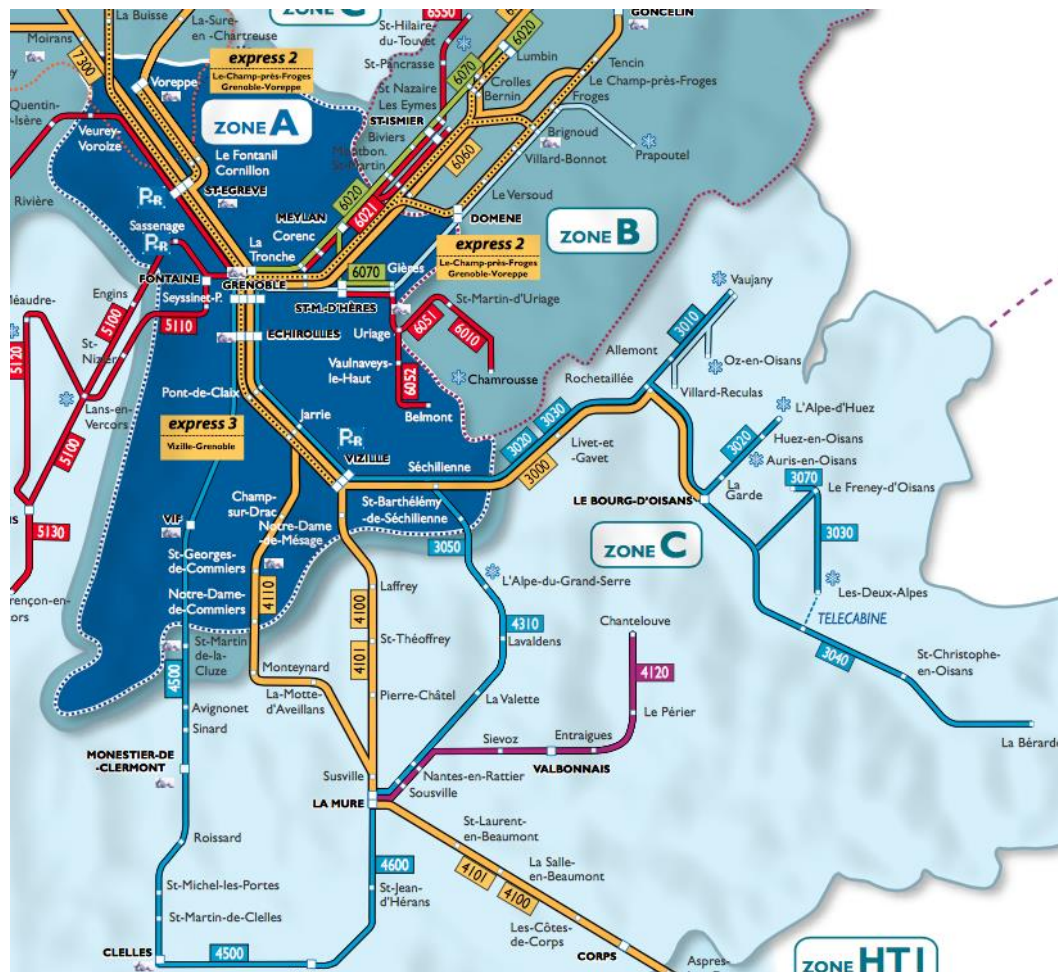 ZONE C
La Buisse
La-Sure-
en -Chartreuse
Moirans
7300
Voreppe
express 2
Le-Champ-près-Froges
Grenoble-Voreppe
ZONE A
Quentin-
-Isère
Veurey-
Voroize
Le Fontanil
Cornillon
ST-EGREVE
P+R
Rivière
Sassenage
P+R
6550
St-Hilaire-
du-Touvet
St-Pancrasse
St Nazaire
Les Eymes
ST-ISMIER
Biviers
Montbon.
St-Martin
6020
6070
Lumbin
Crolles
Bernin
GONCELIN
Tencin
Le Champ-près-Froges
Froges
Brignoud
Villard-Bonnot
Prapoutel
6060
6020
6021
MEYLAN
Corenc
La
Tronche
Le Versoud
DOMENE
ZONE B
express 2
Le-Champ-près-Froges
Grenoble-Voreppe
FONTAINE
GRENOBLE
Seyssinet-P.
6070
Gières
ST-M.-D'HÈRES
St-Martin-d'Uriage
6051
6010
Uriage
Vaulnaveys-
le-Haut
6052
Chamrousse
Belmont
Engins
5100
5110
Méaudre-
5120
St-
Nizier
Lans-en-
Vercors
5100
5130
ECHIROLLES
Pont-de-Claix
express 3
Vizille-Grenoble
Jarrie
P+R
VIZILLE
Séchilienne
Vaujany
3010
Allemont
Oz-en-Oisans
Rochetaillée
Villard-Reculas
3020
3030
3000
Livet-et
-Gavet
L'Alpe-d'Huez
3020
Huez-en-Oisans
Auris-en-Oisans
La
Garde
LE BOURG-D'OISANS
3070
Le Freney-d'Oisans
3030
Les-Deux-Alpes
TELECABINE
3040
St-Christophe-
en-Oisans
La Bérarde
ZONE C
Champ-
sur-Drac
Notre-Dame
-de-Mésage
St-Barthélémy
-de-Séchilienne
VIF
St-Georges-
de-Commiers
Notre-Dame-
de-Commiers
4110
4100
4101
3050
L'Alpe-du-Grand-Serre
4310
Lavaldens
Laffrey
St-Théoffrey
Pierre-Châtel
La Valette
Chantelouve
4120
Le Périer
Entraigues
Sievoz
VALBONNAIS
St-Martin
de-la-
Cluze
4500
Monteynard
La-Motte-
d'Aveillans
Avignonet
Sinard
MONESTIER-DE
-CLERMONT
Susville
LA MURE
Nantes-en-Rattier
Sousville
Roissard
St-Michel-les-Portes
St-Martin-de-Clelles
CLELLES
4500
4600
St-Jean-
d'Hérans
St-Laurent-
en-Beaumont
4101
4100
La Salle-
en-Beaumont
Les-Côtes-
de-Corps
CORPS
Aspres-
ZONE HT1